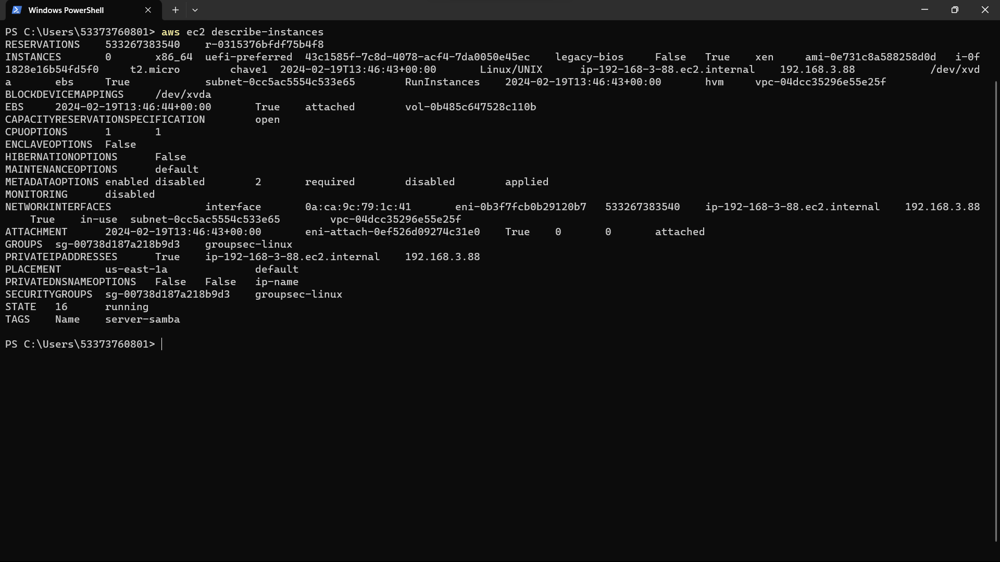 Windows PowerShell
PS C:\Users\53373760801> aws ec2 describe-instances
RESERVATIONS    533267383540    r-0315376bfdf75b4f8
INSTANCES       0       x86_64  uefi-preferred  43c1585f-7c8d-4078-acf4-7da0050e45ec    legacy-bios     False   True    xen     ami-0e731c8a588258d0d   i-0f
1828e16b54fd5f0     t2.micro        chave1  2024-02-19T13:46:43+00:00       Linux/UNIX      ip-192-168-3-88.ec2.internal    192.168.3.88            /dev/xvd
a       ebs     True            subnet-0cc5ac5554c533e65        RunInstances    2024-02-19T13:46:43+00:00       hvm     vpc-04dcc35296e55e25f
BLOCKDEVICEMAPPINGS     /dev/xvda
EBS     2024-02-19T13:46:44+00:00       True    attached        vol-0b485c647528c110b
CAPACITYRESERVATIONSPECIFICATION        open
CPUOPTIONS      1       1
ENCLAVEOPTIONS  False
HIBERNATIONOPTIONS      False
MAINTENANCEOPTIONS      default
METADATAOPTIONS enabled disabled        2       required        disabled        applied
MONITORING      disabled
NETWORKINTERFACES               interface       0a:ca:9c:79:1c:41       eni-0b3f7fcb0b29120b7   533267383540    ip-192-168-3-88.ec2.internal    192.168.3.88
    True    in-use  subnet-0cc5ac5554c533e65        vpc-04dcc35296e55e25f
ATTACHMENT      2024-02-19T13:46:43+00:00       eni-attach-0ef526d09274c31e0    True    0       0       attached
GROUPS  sg-00738d187a218b9d3    groupsec-linux
PRIVATEIPADDRESSES      True    ip-192-168-3-88.ec2.internal    192.168.3.88
PLACEMENT       us-east-1a              default
PRIVATEDNSNAMEOPTIONS   False   False   ip-name
SECURITYGROUPS  sg-00738d187a218b9d3    groupsec-linux
STATE   16      running
TAGS    Name    server-samba
PS C:\Users\53373760801>